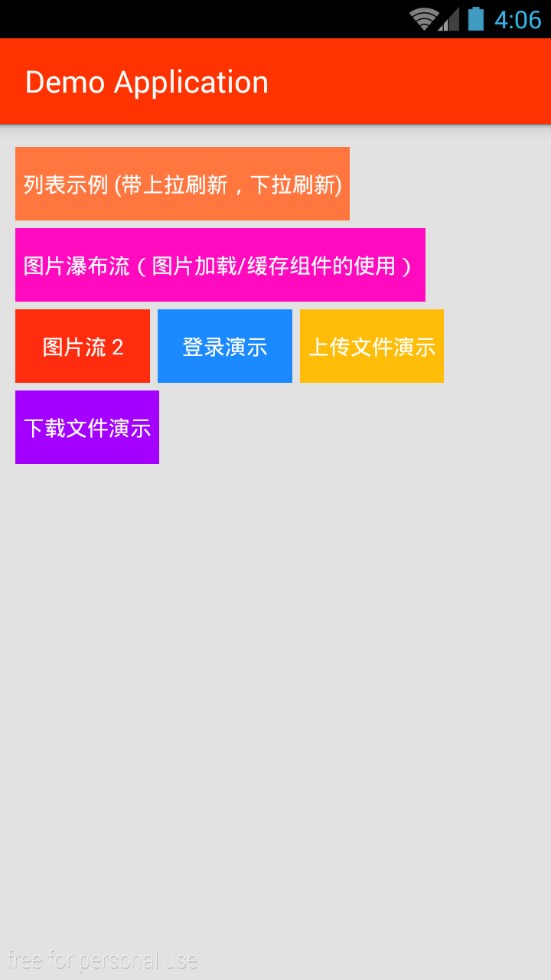 4:06
Demo Application
列表示例 (带上拉刷新，下拉刷新)
图片瀑布流（图片加载/缓存组件的使用）
图片流 2 登录演示 上传文件演示
下载文件演示
free for personal use